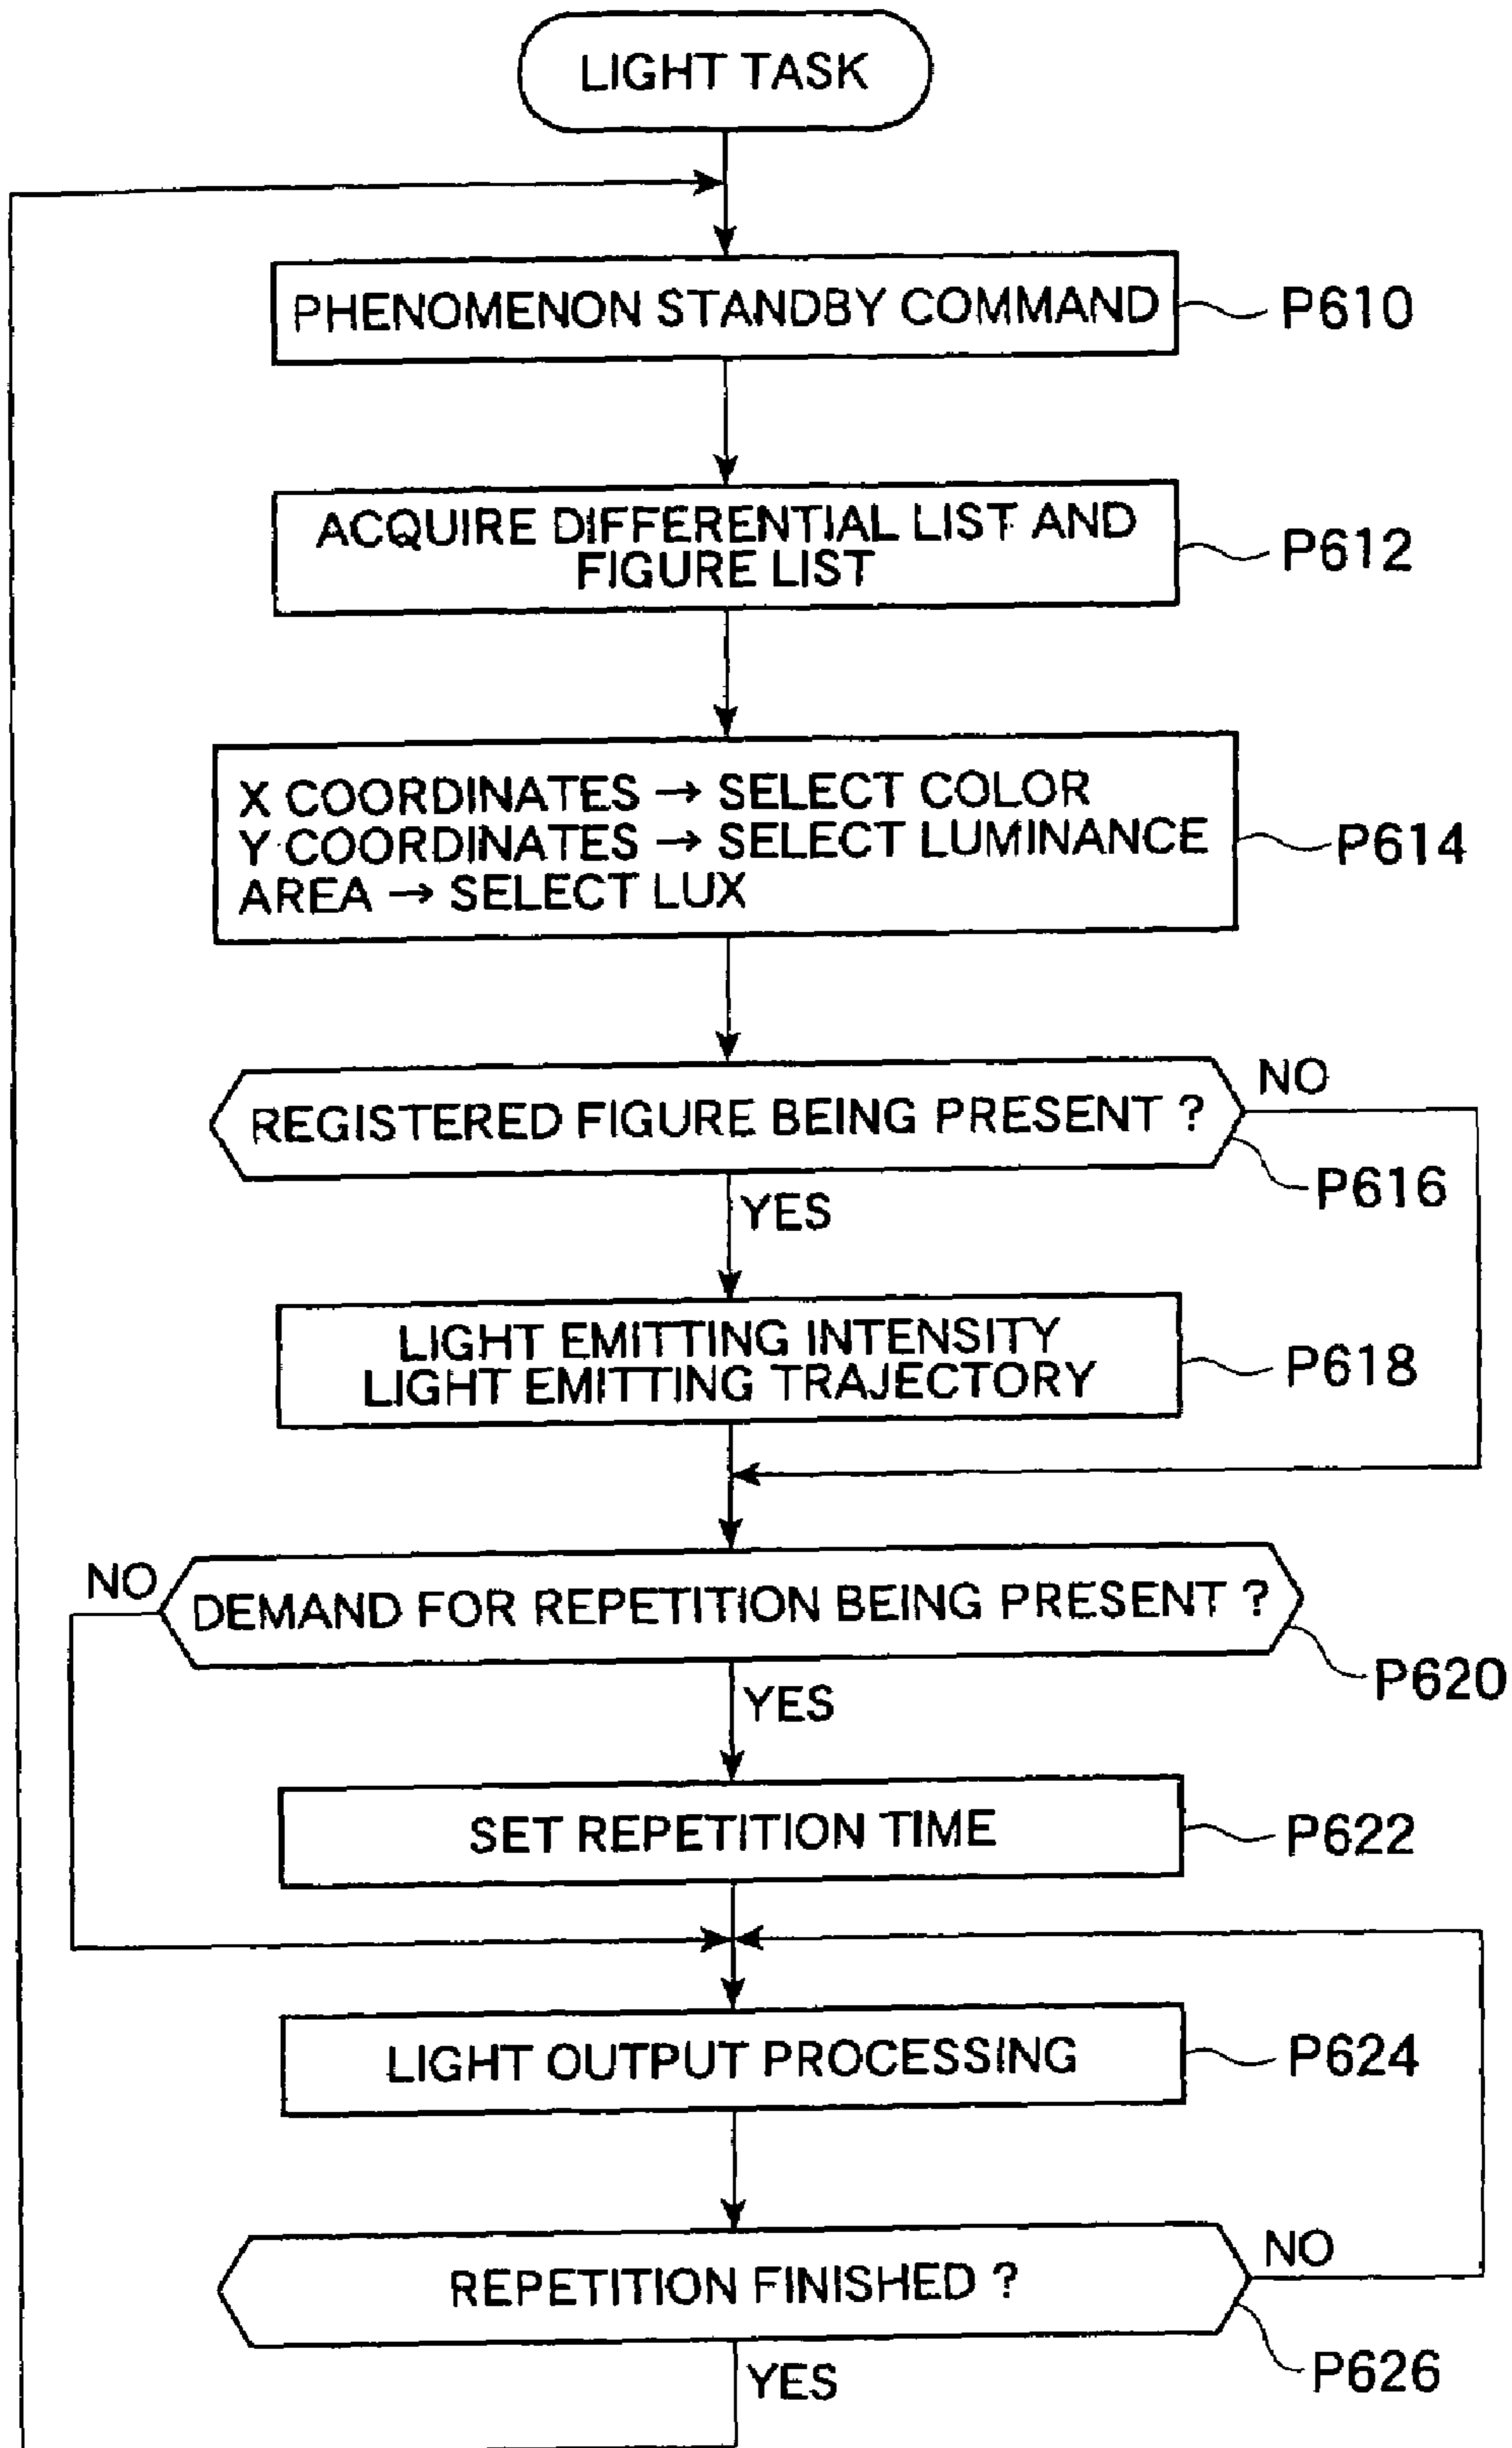 LIGHT TASK
PHENOMENON STANDBY COMMAND
P610
ACQUIRE DIFFERENTIAL LIST AND
FIGURE LIST
P612
X COORDINATES → SELECT COLOR
Y COORDINATES → SELECT LUMINANCE
AREA → SELECT LUX
P614
REGISTERED FIGURE BEING PRESENT ?
NO
P616
YES
LIGHT EMITTING INTENSITY
LIGHT EMITTING TRAJECTORY
P618
NO
DEMAND FOR REPETITION BEING PRESENT ?
P620
YES
SET REPETITION TIME
P622
LIGHT OUTPUT PROCESSING
P624
REPETITION FINISHED ?
NO
P626
YES